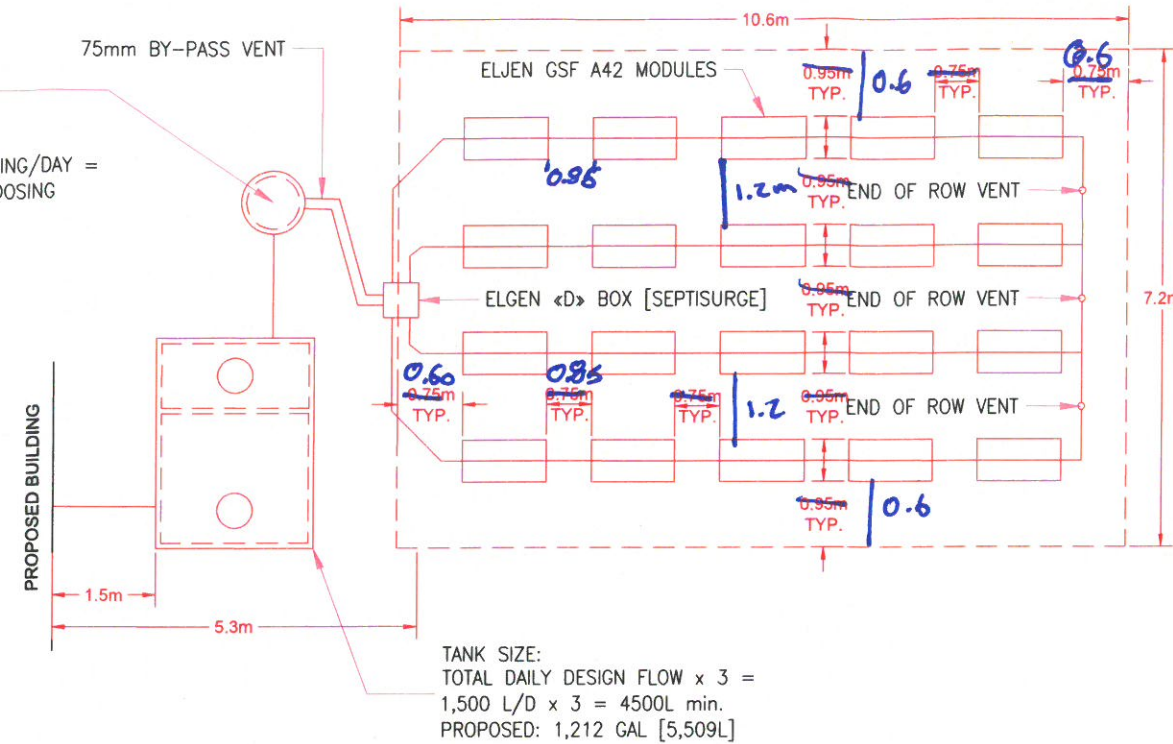 10.6m
75mm BY-PASS VENT
ELJEN GSF A42 MODULES
0.95m
TYP.
0.6
0.75m
TYP.
0.6
0.75m
TYP.
ING/DAY =
DOSING
0.85
1.2m
0.95m
TYP.
END OF ROW VENT
ELGEN «D» BOX [SEPTISURGE]
0.95m
TYP.
END OF ROW VENT
7.2m
0.60
0.75m
TYP.
0.85
0.75m
TYP.
0.75m
TYP.
1.2
0.95m
TYP.
END OF ROW VENT
0.95m
TYP.
0.6
PROPOSED BUILDING
1.5m
5.3m
TANK SIZE:
TOTAL DAILY DESIGN FLOW x 3 =
1,500 L/D x 3 = 4500L min.
PROPOSED: 1,212 GAL [5,509L]